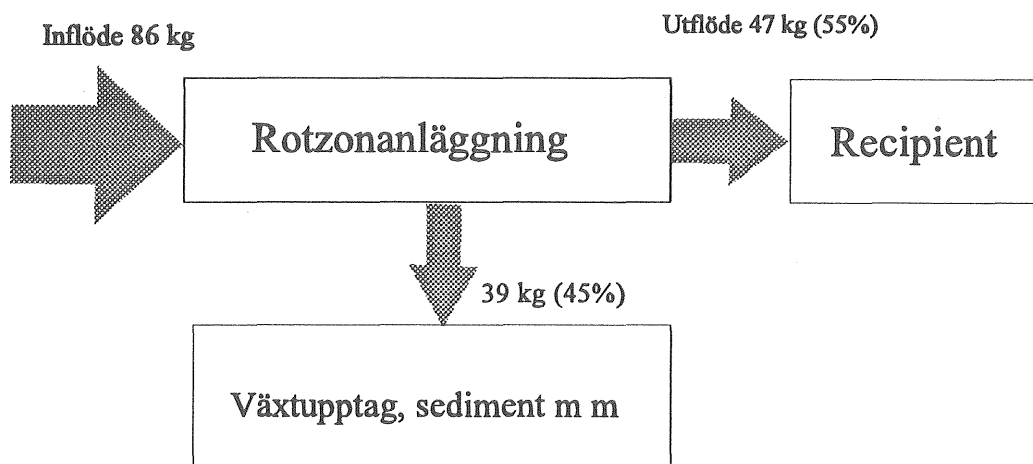 Inflöde 86 kg
Utflöde 47 kg (55%)
Rotzonanläggning
Recipient
39 kg (45%)
Växtupptag, sediment m m